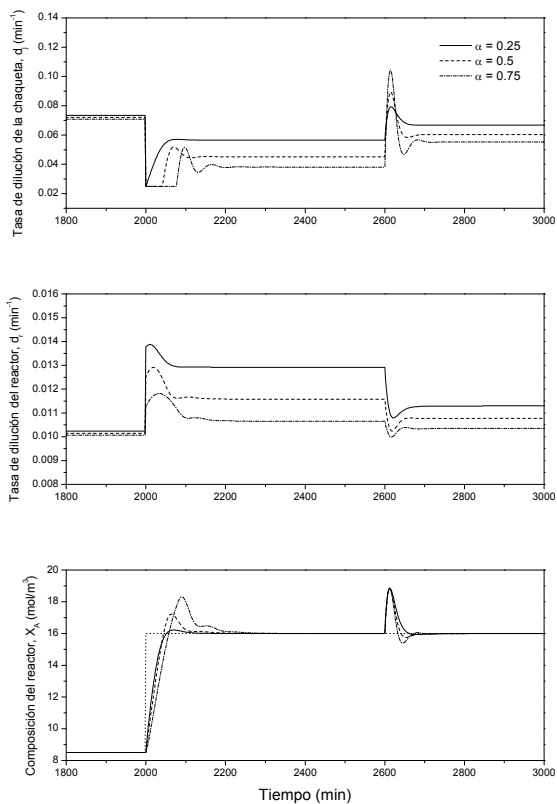 Tasa de dilución de la chaqueta, dj (min-1)
0.14
0.12
0.10
0.08
0.06
0.04
0.02
α = 0.25
α = 0.5
α = 0.75
1800 2000 2200 2400 2600 2800 3000
Tasa de dilución del reactor, dr (min-1)
0.016
0.015
0.014
0.013
0.012
0.011
0.010
0.009
0.008
1800 2000 2200 2400 2600 2800 3000
Composición del reactor, XA (mol/m3)
20
18
16
14
12
10
8
1800 2000 2200 2400 2600 2800 3000
Tiempo (min)